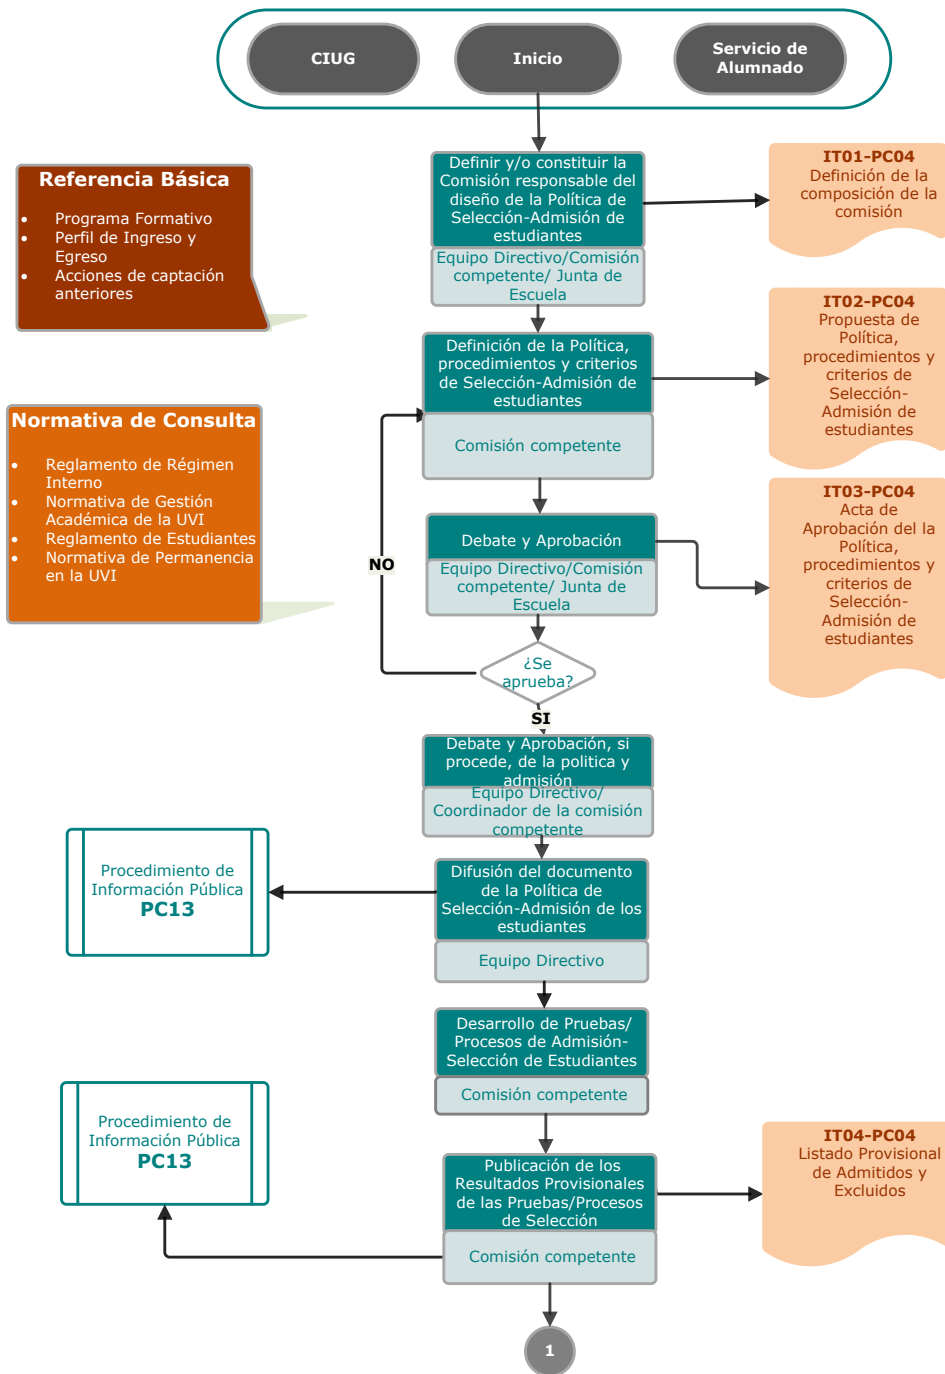 CIUG
Inicio
Servicio de
Alumnado
Definir y/o constituir la
Comisión responsable del
diseño de la Política de
Selección-Admisión de
estudiantes
Equipo Directivo/Comisión
competente/ Junta de
Escuela
IT01-PC04
Definición de la
composición de la
comisión
Referencia Básica
• Programa Formativo
• Perfil de Ingreso y
Egreso
• Acciones de captación
anteriores
Definición de la Política,
procedimientos y criterios
de Selección-Admisión de
estudiantes
Comisión competente
IT02-PC04
Propuesta de
Política,
procedimientos y
criterios de
Selección-
Admisión de
estudiantes
Normativa de Consulta
• Reglamento de Régimen
Interno
• Normativa de Gestión
Académica de la UVI
• Reglamento de Estudiantes
• Normativa de Permanencia
en la UVI
Debate y Aprobación
Equipo Directivo/Comisión
competente/ Junta de
Escuela
IT03-PC04
Acta de
Aprobación del la
Política,
procedimientos y
criterios de
Selección-
Admisión de
estudiantes
NO
¿Se
aprueba?
SI
Debate y Aprobación, si
procede, de la politica y
admisión
Equipo Directivo/
Coordinador de la comisión
competente
Difusión del documento
de la Política de
Selección-Admisión de los
estudiantes
Equipo Directivo
Procedimiento de
Información Pública
PC13
Desarrollo de Pruebas/
Procesos de Admisión-
Selección de Estudiantes
Comisión competente
Procedimiento de
Información Pública
PC13
Publicación de los
Resultados Provisionales
de las Pruebas/Procesos
de Selección
Comisión competente
IT04-PC04
Listado Provisional
de Admitidos y
Excluidos
1